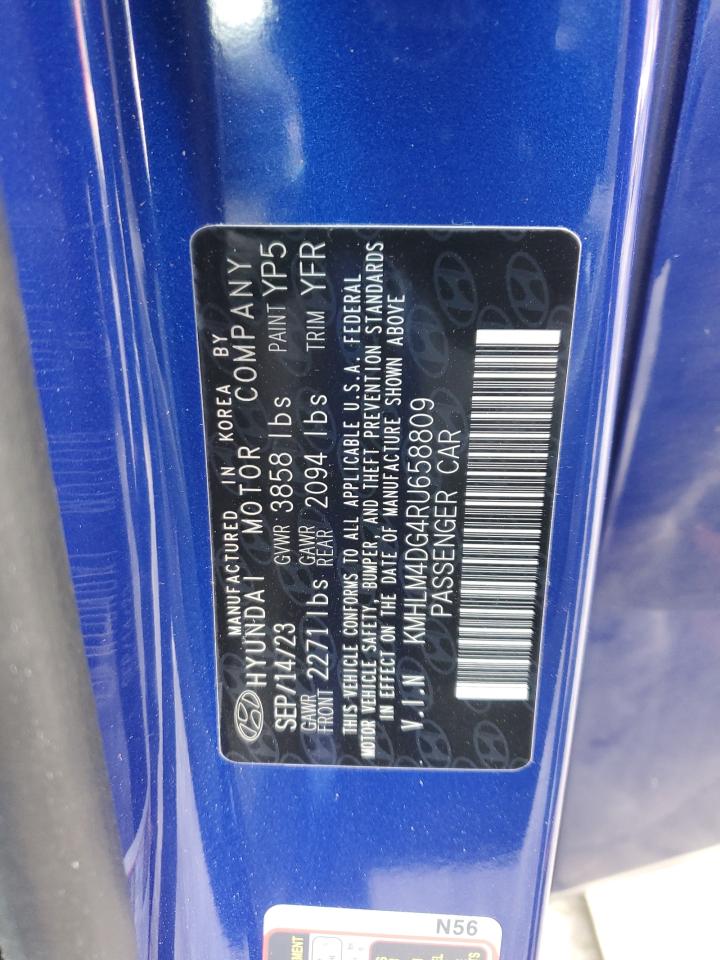 MANUFACTURED IN KOREA BY
HYUNDAI MOTOR COMPANY
SEP/14/23 GVWR 3858 lbs PAINT YP5
GAWR FRONT 2271 lbs GAWR REAR 2094 lbs TRIM YFR
THIS VEHICLE CONFORMS TO ALL APPLICABLE U.S.A. FEDERAL
MOTOR VEHICLE SAFETY, BUMPER, AND THEFT PREVENTION STANDARDS
IN EFFECT ON THE DATE OF MANUFACTURE SHOWN ABOVE
V.I.N KMHLM4DG4RU658809
PASSENGER CAR
N56